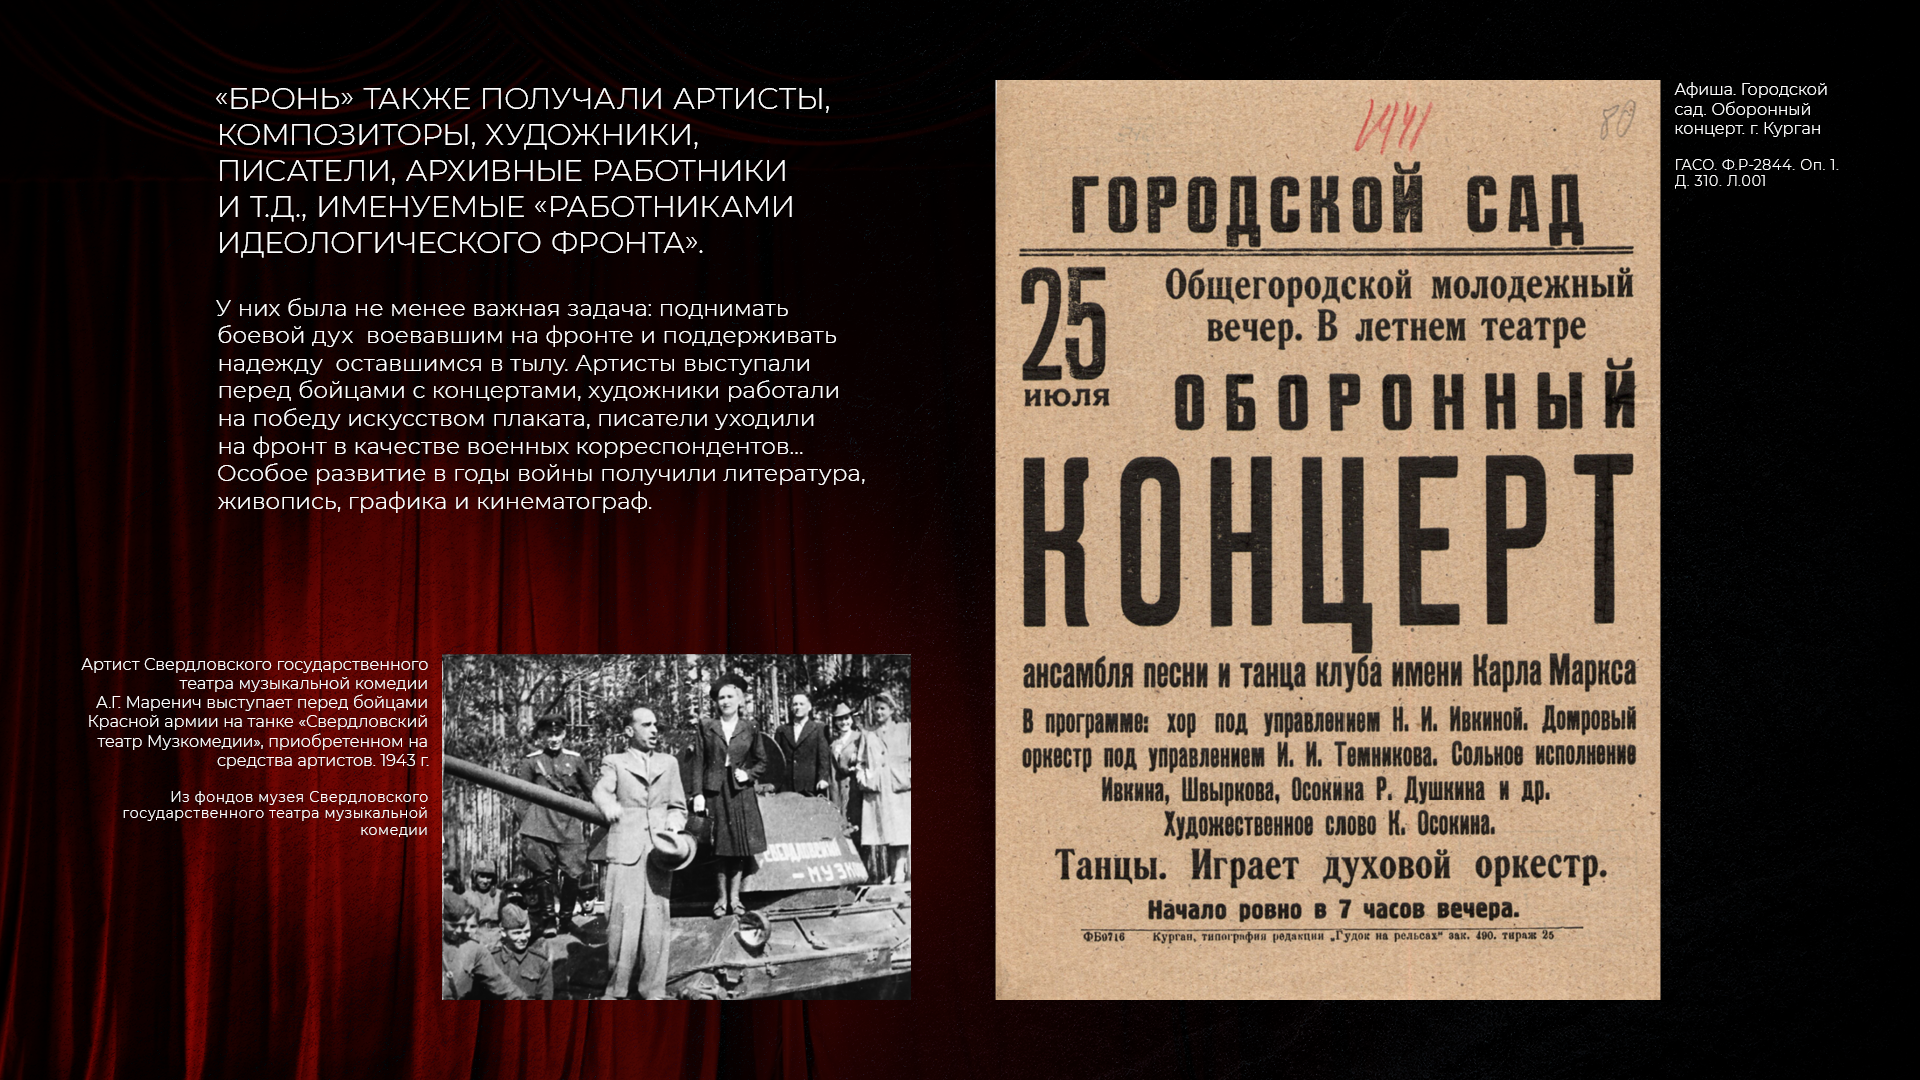 «БРОНЬ» ТАКЖЕ ПОЛУЧАЛИ АРТИСТЫ,
КОМПОЗИТОРЫ, ХУДОЖНИКИ,
ПИСАТЕЛИ, АРХИВНЫЕ РАБОТНИКИ
И Т.Д., ИМЕНУЕМЫЕ «РАБОТНИКАМИ
ИДЕОЛОГИЧЕСКОГО ФРОНТА».
У них была не менее важная задача: поднимать
боевой дух воевавшим на фронте и поддерживать
надежду оставшимся в тылу. Артисты выступали
перед бойцами с концертами, художники работали
на победу искусством плаката, писатели уходили
на фронт в качестве военных корреспондентов...
Особое развитие в годы войны получили литература,
живопись, графика и кинематограф.
Артист Свердловского государственного
театра музыкальной комедии
А.Г. Маренич выступает перед бойцами
Красной армии на танке «Свердловский
театр Музкомедии», приобретенном на
средства артистов. 1943 г.
Из фондов музея Свердловского
государственного театра музыкальной
комедии
СВЕРДЛОВСКИЙ
-МУЗК
1941
80
ГОРОДСКОЙ САД
25
июля
Общегородской молодежный
вечер. В летнем театре
ОБОРОННЫЙ
КОНЦЕРТ
ансамбля песни и танца клуба имени Карла Маркса
В программе: хор под управлением Н. И. Ивкиной. Домровый
оркестр под управлением И. И. Темникова. Сольное исполнение
Ивкина, Швыркова, Осокина Р. Душкина и др.
Художественное слово К. Осокина.
Танцы. Играет духовой оркестр.
Начало ровно в 7 часов вечера.
ФБ0716 Курган, типография редакции „Гудок на рельсах" зак. 490. тираж 25
Афиша. Городской
сад. Оборонный
концерт. г. Курган
ГАСО. Ф.Р-2844. Оп. 1.
Д. 310. Л.001